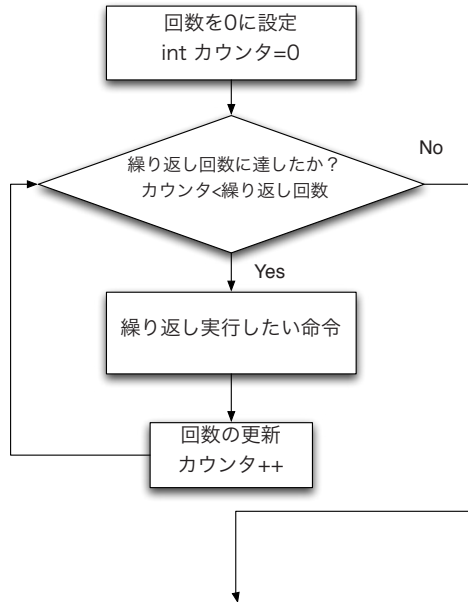 回数を0に設定
int カウンタ=0
繰り返し回数に達したか？
カウンタ<繰り返し回数
No
Yes
繰り返し実行したい命令
回数の更新
カウンタ++